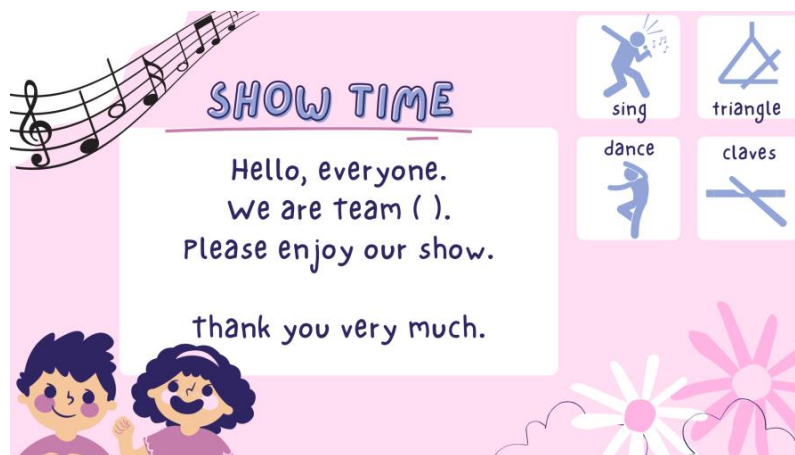 SHOW TIME
Hello, everyone.
We are team ( ).
Please enjoy our show.
Thank you very much.
sing
triangle
dance
claves